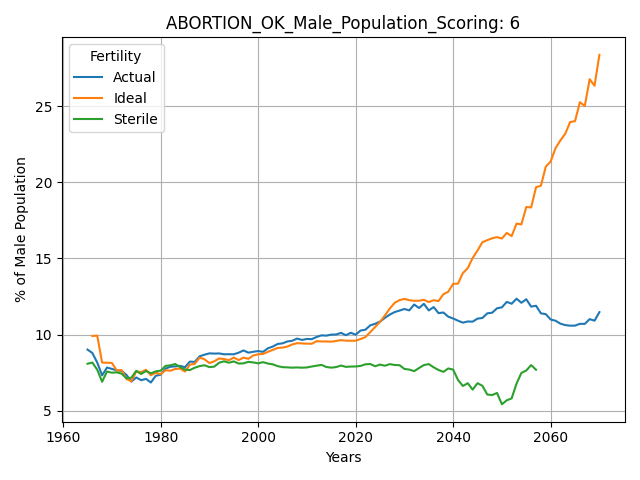 ABORTION_OK_Male_Population_Scoring: 6
Fertility
Actual
Ideal
Sterile
% of Male Population
25
20
15
10
5
1960 1980 2000 2020 2040 2060
Years